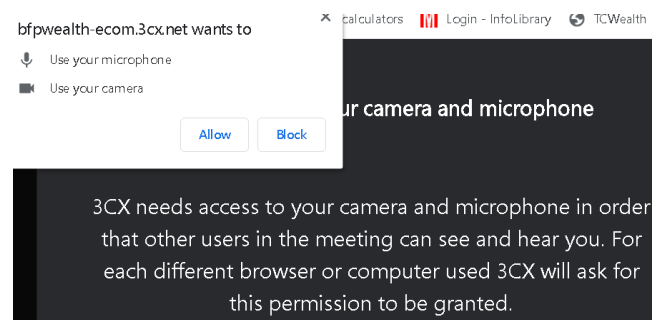 bfpwealth-ecom.3cx.net wants to
Use your microphone
Use your camera
Allow Block
calculators Login - InfoLibrary TCWealth
ur camera and microphone
3CX needs access to your camera and microphone in order
that other users in the meeting can see and hear you. For
each different browser or computer used 3CX will ask for
this permission to be granted.